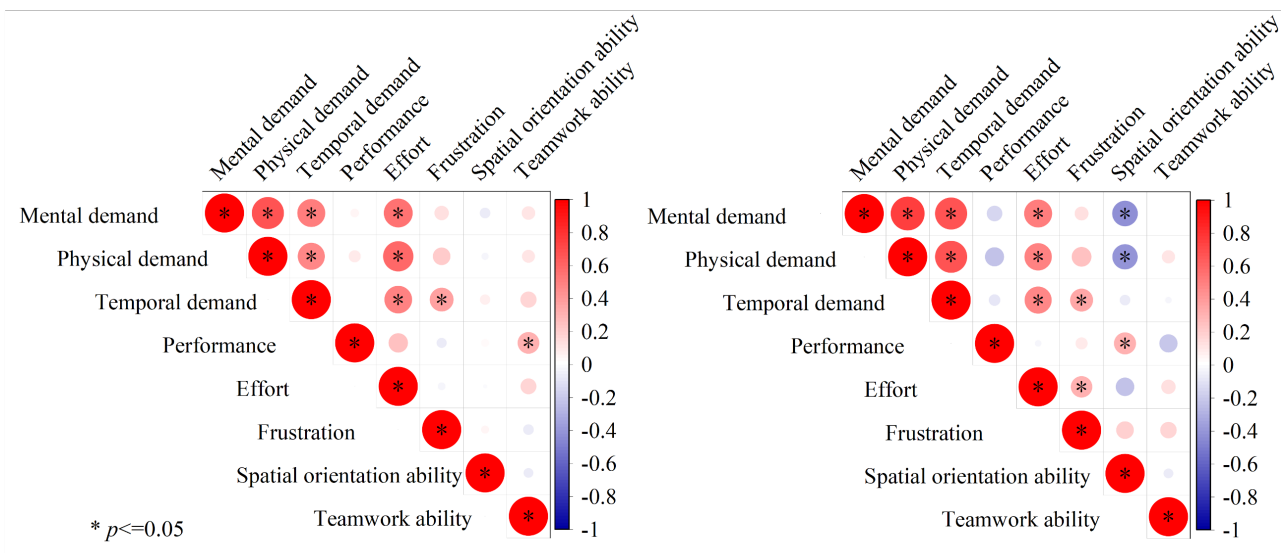 Mental demand
Physical demand
Temporal demand
Performance
Effort
Frustration
Spatial orientation ability
Teamwork ability
Mental demand * * * *
Physical demand * * *
Temporal demand * * *
Performance * *
Effort *
Frustration *
Spatial orientation ability *
Teamwork ability *
1
0.8
0.6
0.4
0.2
0
-0.2
-0.4
-0.6
-0.8
-1
* p<=0.05
Mental demand
Physical demand
Temporal demand
Performance
Effort
Frustration
Spatial orientation ability
Teamwork ability
Mental demand * * * * *
Physical demand * * * *
Temporal demand * * *
Performance * *
Effort * *
Frustration *
Spatial orientation ability *
Teamwork ability *
1
0.8
0.6
0.4
0.2
0
-0.2
-0.4
-0.6
-0.8
-1